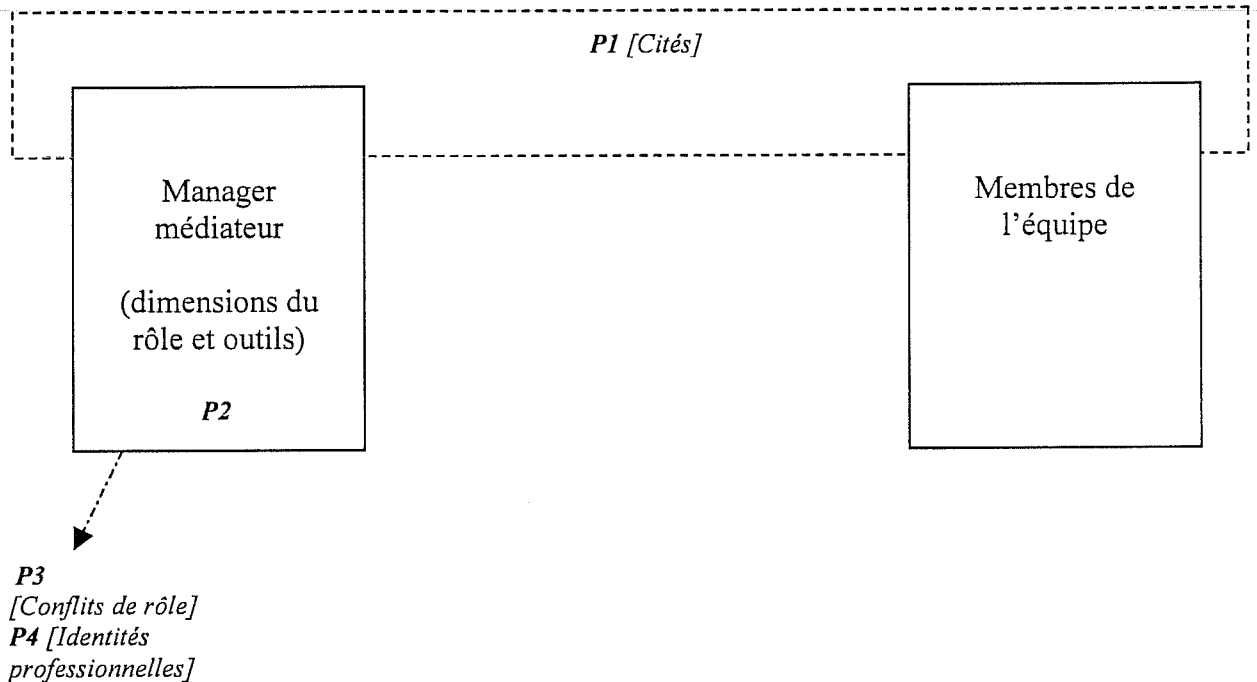 P1 [Cités]
Manager
médiateur
(dimensions du
rôle et outils)
P2
Membres de
l'équipe
P3
[Conflits de rôle]
P4 [Identités
professionnelles]